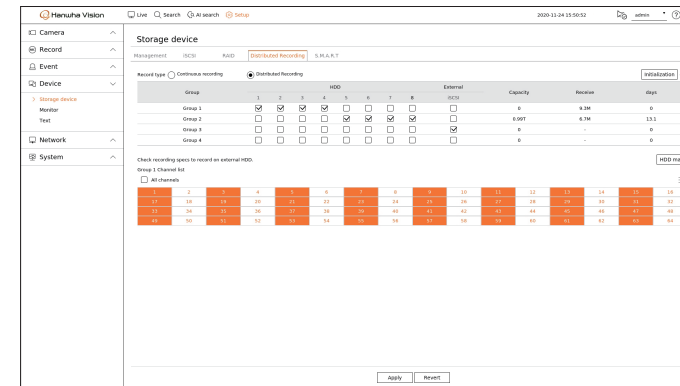 Hanwha Vision Live Search AI search Setup 2020-11-24 15:50:52 admin
Camera
Record
Event
Device
Storage device
Monitor
Text
Network
System
Storage device
Management iSCSI RAID Distributed Recording S.M.A.R.T
Record type Continuous recording Distributed Recording Initialization
Group HDD External Capacity Receive days
1 2 3 4 5 6 7 8 iSCSI
Group 1 0 9.3M 0
Group 2 0.99T 6.7M 13.1
Group 3 0 - 0
Group 4 0 - 0
Check recording specs to record on external HDD. HDD ma
Group 1 Channel list
All channels
1 2 3 4 5 6 7 8 9 10 11 12 13 14 15 16
17 18 19 20 21 22 23 24 25 26 27 28 29 30 31 32
33 34 35 36 37 38 39 40 41 42 43 44 45 46 47 48
49 50 51 52 53 54 55 56 57 58 59 60 61 62 63 64
Apply Revert